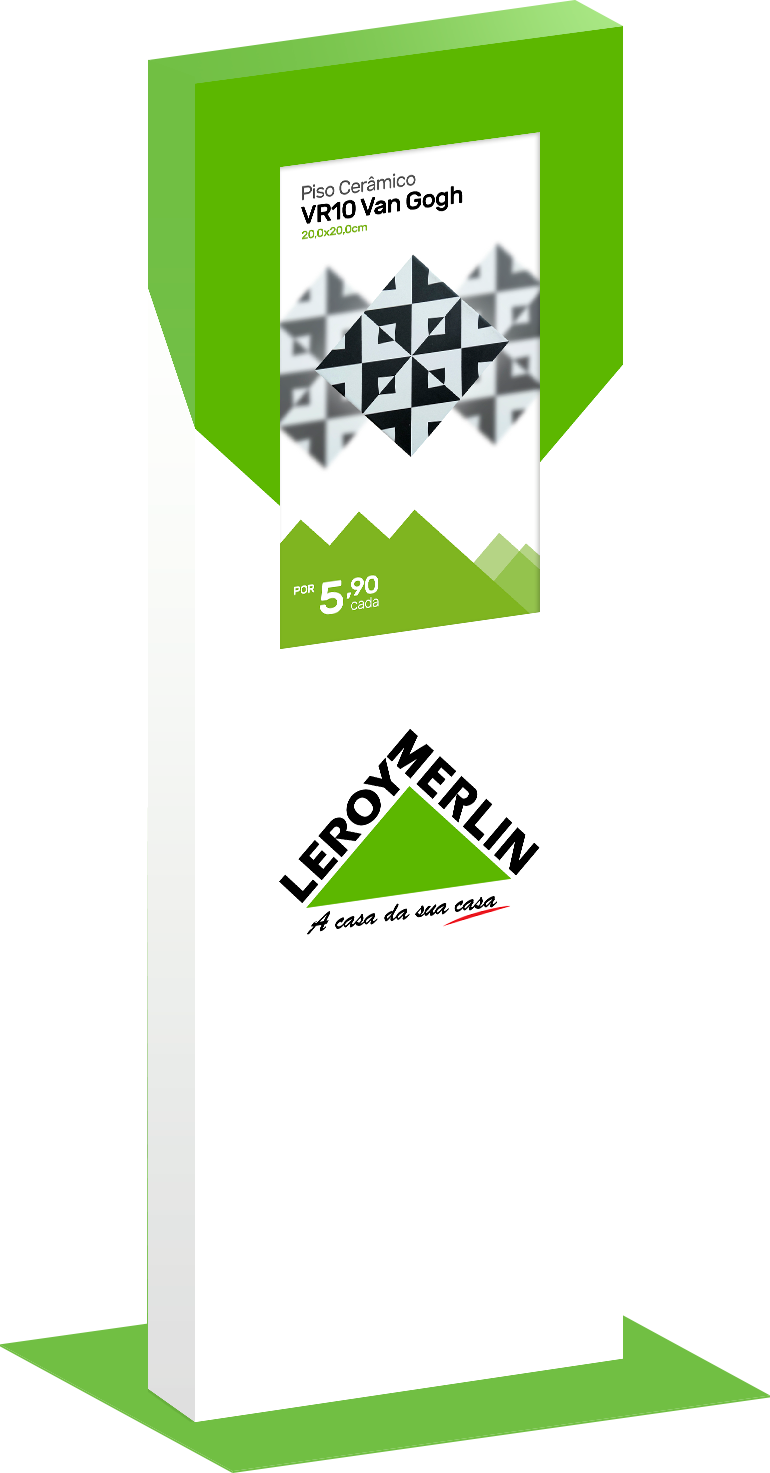 Piso Cerâmico
VR10 Van Gogh
20,0x20,0cm
POR 5,90
cada
LEROY MERLIN
A casa da sua casa